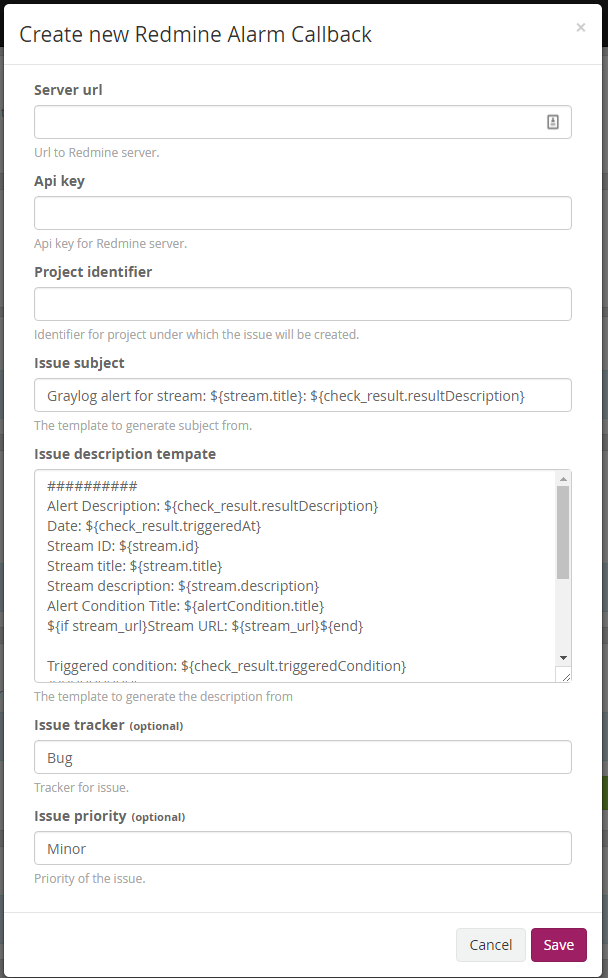 Create new Redmine Alarm Callback
×
Server url
Url to Redmine server.
Api key
Api key for Redmine server.
Project identifier
Identifier for project under which the issue will be created.
Issue subject
Graylog alert for stream: ${stream.title}: ${check_result.resultDescription}
The template to generate subject from.
Issue description tempate
##########
Alert Description: ${check_result.resultDescription}
Date: ${check_result.triggeredAt}
Stream ID: ${stream.id}
Stream title: ${stream.title}
Stream description: ${stream.description}
Alert Condition Title: ${alertCondition.title}
${if stream_url}Stream URL: ${stream_url}${end}
Triggered condition: ${check_result.triggeredCondition}
The template to generate the description from
Issue tracker (optional)
Bug
Tracker for issue.
Issue priority (optional)
Minor
Priority of the issue.
Cancel Save